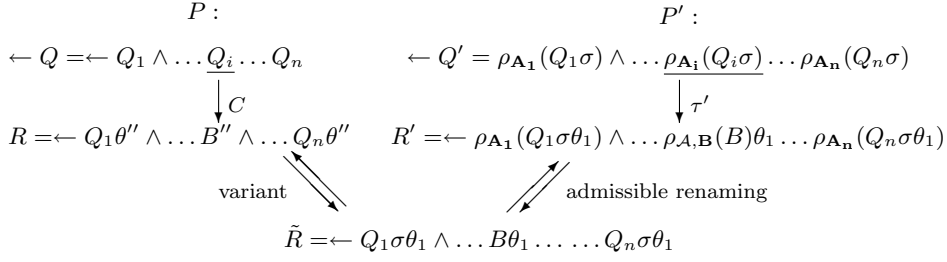 P : P′ :
← Q =← Q₁ ∧ … Qᵢ … Qₙ ← Q′ = ρ_{A₁}(Q₁σ) ∧ … ρ_{Aᵢ}(Qᵢσ) … ρ_{Aₙ}(Qₙσ)
C τ′
R =← Q₁θ″ ∧ … B″ ∧ … Qₙθ″ R′ =← ρ_{A₁}(Q₁σθ₁) ∧ … ρ_{𝒜,B}(B)θ₁ … ρ_{Aₙ}(Qₙσθ₁)
variant admissible renaming
R̃ =← Q₁σθ₁ ∧ … Bθ₁ … … Qₙσθ₁